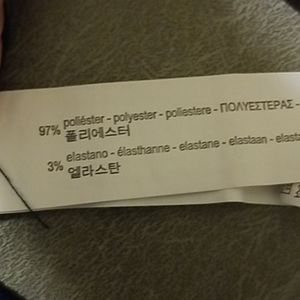 97% poliéster - polyester - poliestere - ΠΟΛΥΕΣΤΕΡΑΣ -
폴리에스터
3% elastano - élasthanne - elastane - elastaan -
엘라스탄